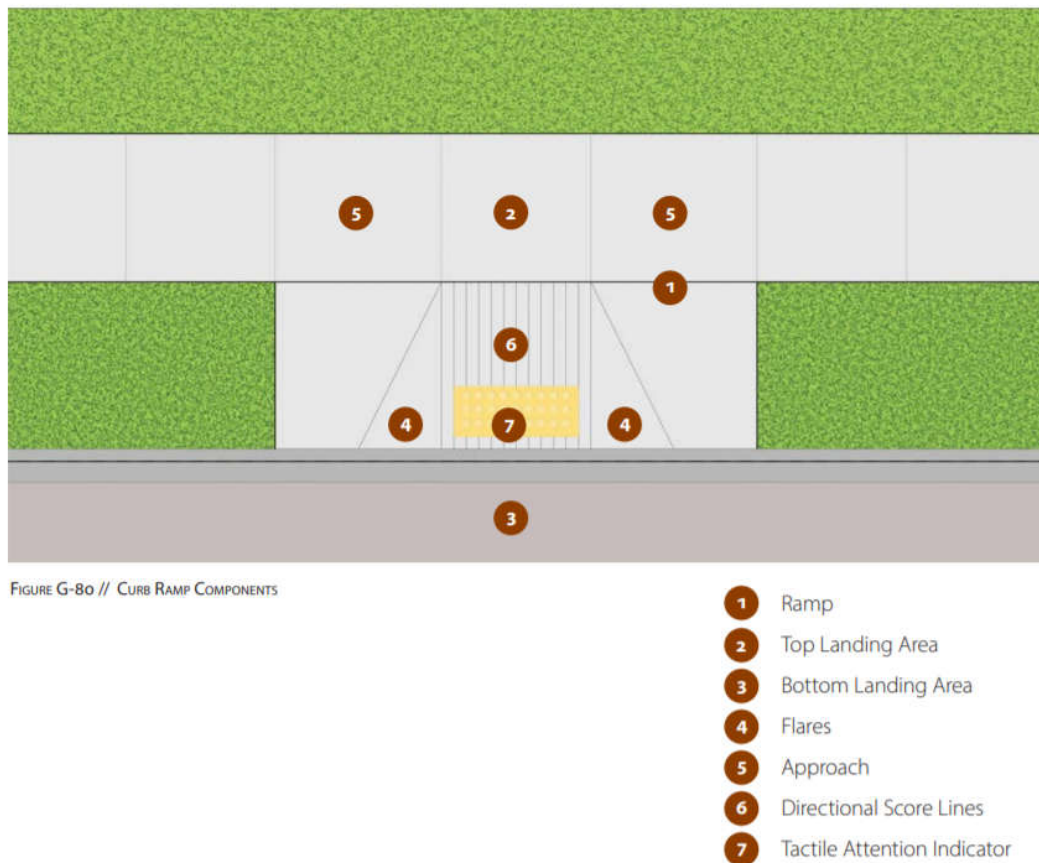 5
2
5
1
6
4
7
4
3
Figure G-80 // Curb Ramp Components
1 Ramp
2 Top Landing Area
3 Bottom Landing Area
4 Flares
5 Approach
6 Directional Score Lines
7 Tactile Attention Indicator